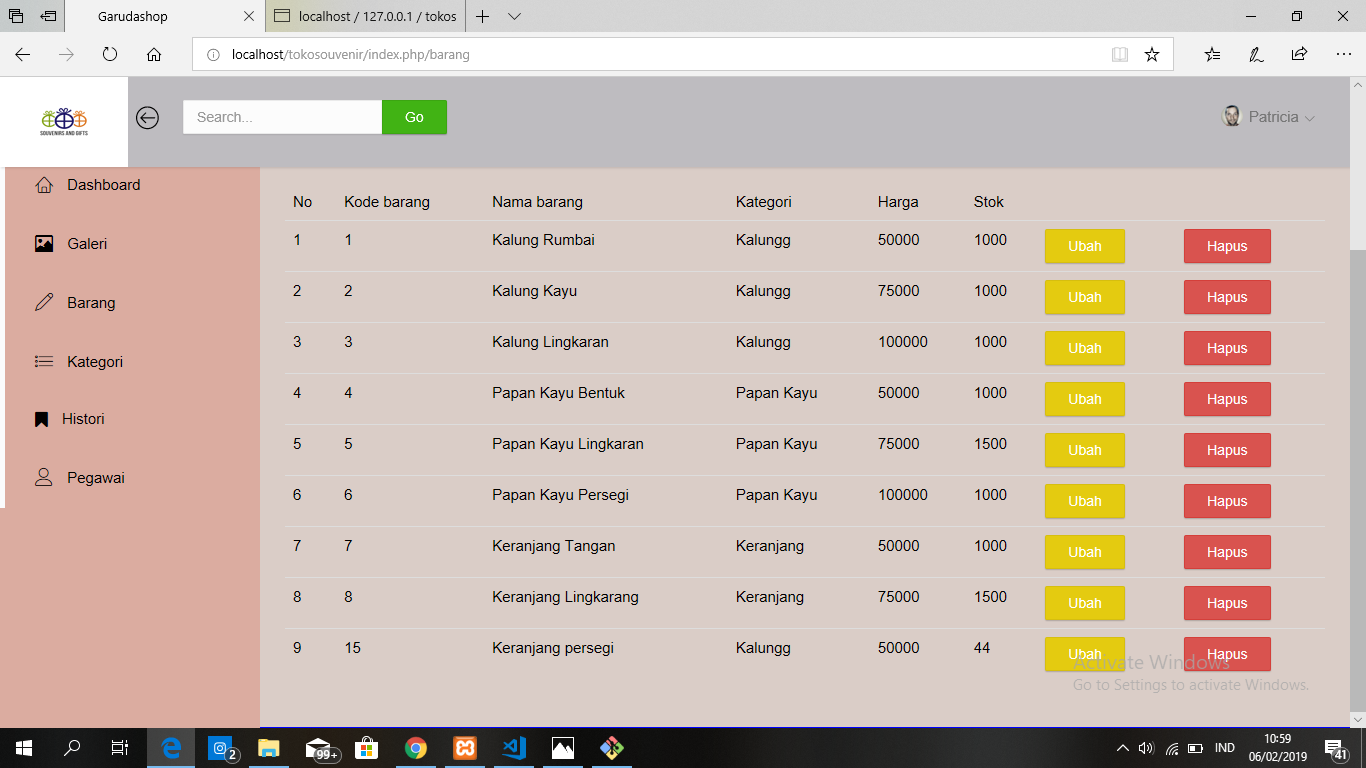 Garudashop
localhost / 127.0.0.1 / tokos
localhost/tokosouvenir/index.php/barang
SOUVENIRS AND GIFTS
Search...
Go
Patricia
Dashboard
Galeri
Barang
Kategori
Histori
Pegawai
No Kode barang Nama barang Kategori Harga Stok
1 1 Kalung Rumbai Kalungg 50000 1000 Ubah Hapus
2 2 Kalung Kayu Kalungg 75000 1000 Ubah Hapus
3 3 Kalung Lingkaran Kalungg 100000 1000 Ubah Hapus
4 4 Papan Kayu Bentuk Papan Kayu 50000 1000 Ubah Hapus
5 5 Papan Kayu Lingkaran Papan Kayu 75000 1500 Ubah Hapus
6 6 Papan Kayu Persegi Papan Kayu 100000 1000 Ubah Hapus
7 7 Keranjang Tangan Keranjang 50000 1000 Ubah Hapus
8 8 Keranjang Lingkarang Keranjang 75000 1500 Ubah Hapus
9 15 Keranjang persegi Kalungg 50000 44 Ubah Hapus
Activate Windows
Go to Settings to activate Windows.
2
99+
IND
10:59
06/02/2019
41